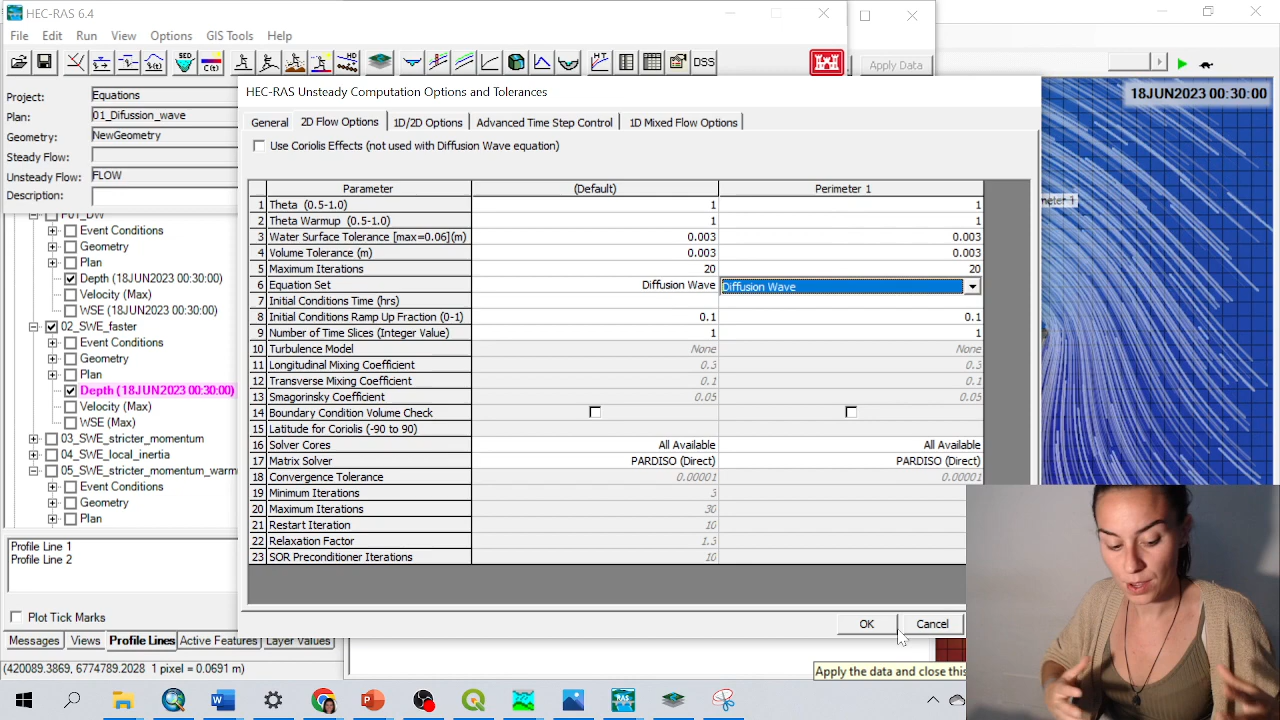 HEC-RAS 6.4
File Edit Run View Options GIS Tools Help
DSS
Apply Data
Project: Equations
Plan: 01_Difussion_wave
Geometry: NewGeometry
Steady Flow:
Unsteady Flow: FLOW
Description:
HEC-RAS Unsteady Computation Options and Tolerances
General 2D Flow Options 1D/2D Options Advanced Time Step Control 1D Mixed Flow Options
Use Coriolis Effects (not used with Diffusion Wave equation)
Parameter (Default) Perimeter 1
1 Theta (0.5-1.0) 1 1
2 Theta Warmup (0.5-1.0) 1 1
3 Water Surface Tolerance [max=0.06](m) 0.003 0.003
4 Volume Tolerance (m) 0.003 0.003
5 Maximum Iterations 20 20
6 Equation Set Diffusion Wave Diffusion Wave
7 Initial Conditions Time (hrs)
8 Initial Conditions Ramp Up Fraction (0-1) 0.1 0.1
9 Number of Time Slices (Integer Value) 1 1
10 Turbulence Model None None
11 Longitudinal Mixing Coefficient 0.3 0.3
12 Transverse Mixing Coefficient 0.1 0.1
13 Smagorinsky Coefficient 0.05 0.05
14 Boundary Condition Volume Check
15 Latitude for Coriolis (-90 to 90)
16 Solver Cores All Available All Available
17 Matrix Solver PARDISO (Direct) PARDISO (Direct)
18 Convergence Tolerance 0.00001 0.00001
19 Minimum Iterations 3
20 Maximum Iterations 30
21 Restart Iteration 10
22 Relaxation Factor 1.3
23 SOR Preconditioner Iterations 10
OK Cancel
Apply the data and close this
18JUN2023 00:30:00
meter 1
P01_DW
Event Conditions
Geometry
Plan
Depth (18JUN2023 00:30:00)
Velocity (Max)
WSE (18JUN2023 00:30:00)
02_SWE_faster
Event Conditions
Geometry
Plan
Depth (18JUN2023 00:30:00)
Velocity (Max)
WSE (Max)
03_SWE_stricter_momentum
04_SWE_local_inertia
05_SWE_stricter_momentum_warm
Event Conditions
Geometry
Plan
Profile Line 1
Profile Line 2
Plot Tick Marks
Messages Views Profile Lines Active Features Layer Values
(420089.3869, 6774789.2028 1 pixel = 0.0691 m)